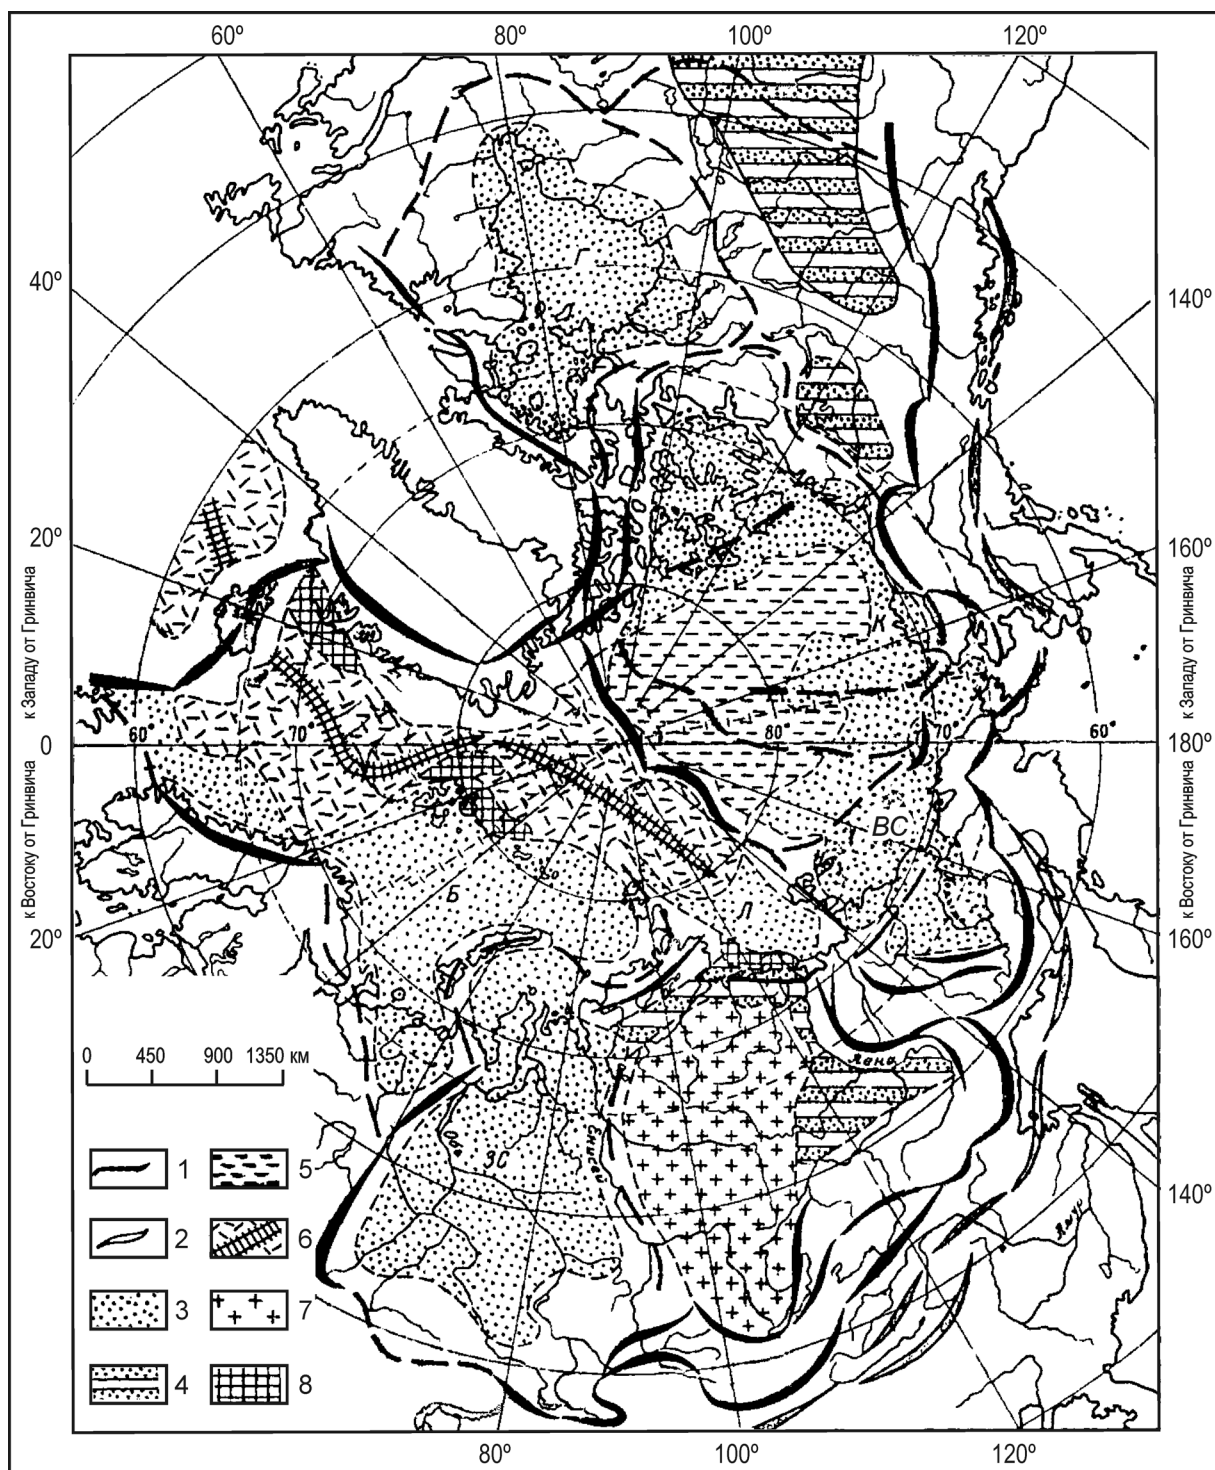 60º 80º 100º 120º
40º
140º
20º
160º
к Западу от Гринвича
к Западу от Гринвича
К
К
0 60 70 80 70 60 180º
к Востоку от Гринвича
к Востоку от Гринвича
ВС
Б
Л
20º
160º
0 450 900 1350 км
Яна
Обь
ЗС
Енисей
1 5
2 6
3 7
4 8
140º
80º 100º 120º